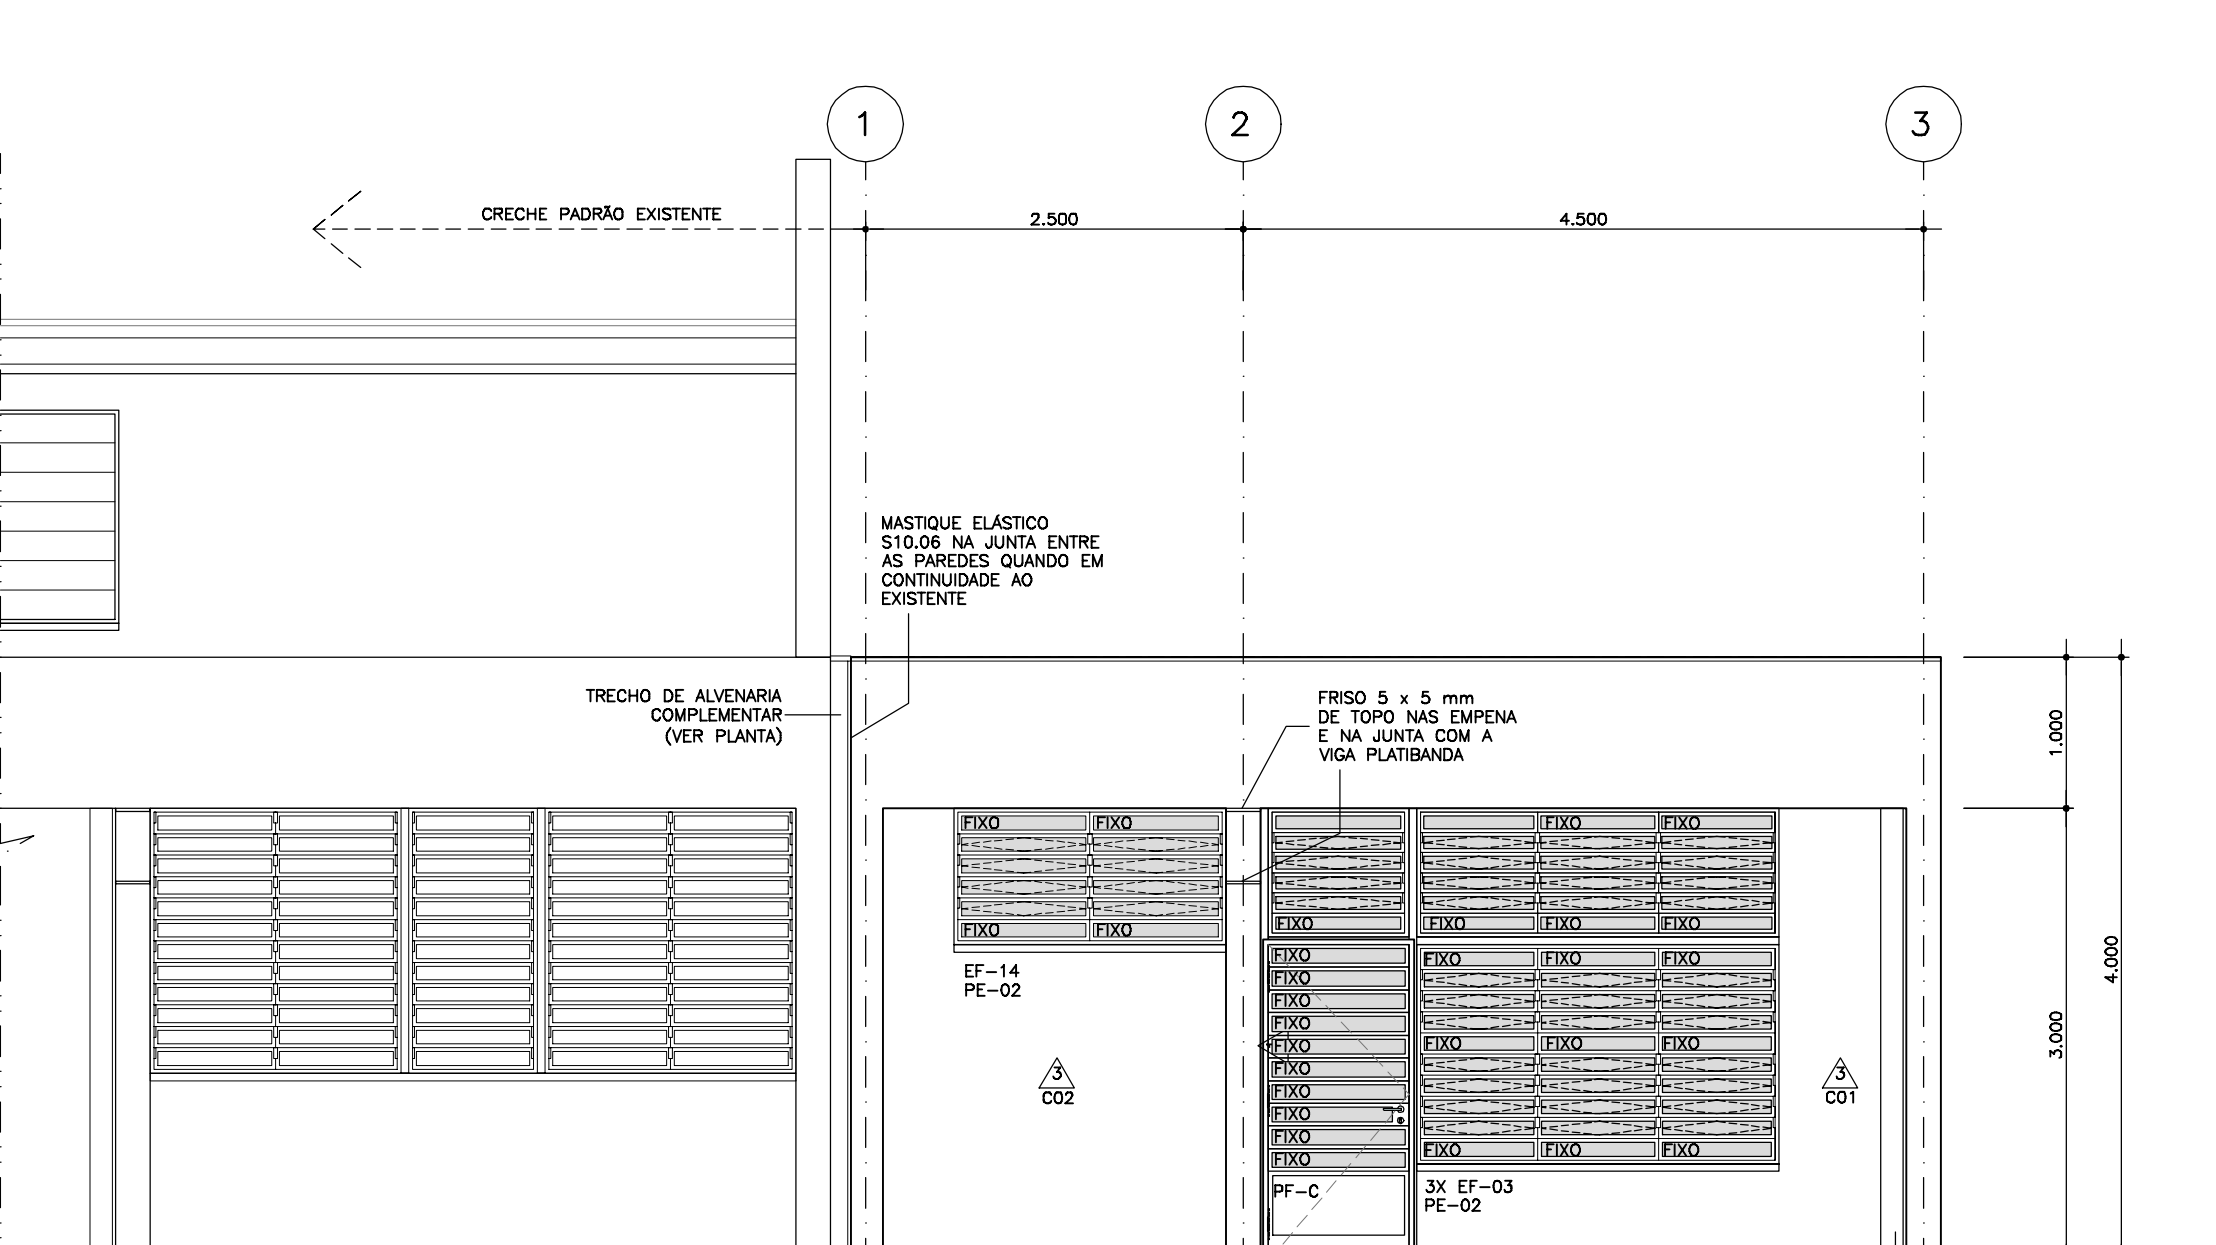 1
2
3
CRECHE PADRÃO EXISTENTE
2.500
4.500
MASTIQUE ELÁSTICO
S10.06 NA JUNTA ENTRE
AS PAREDES QUANDO EM
CONTINUIDADE AO
EXISTENTE
TRECHO DE ALVENARIA
COMPLEMENTAR
(VER PLANTA)
FRISO 5 x 5 mm
DE TOPO NAS EMPENA
E NA JUNTA COM A
VIGA PLATIBANDA
1.000
4.000
3.000
FIXO FIXO
FIXO FIXO
EF-14
PE-02
3
C02
FIXO
FIXO
FIXO
FIXO
FIXO
FIXO
FIXO
FIXO
FIXO
FIXO
FIXO
PF-C
FIXO FIXO
FIXO FIXO FIXO
FIXO FIXO FIXO
FIXO FIXO FIXO
FIXO FIXO FIXO
3X EF-03
PE-02
3
C01